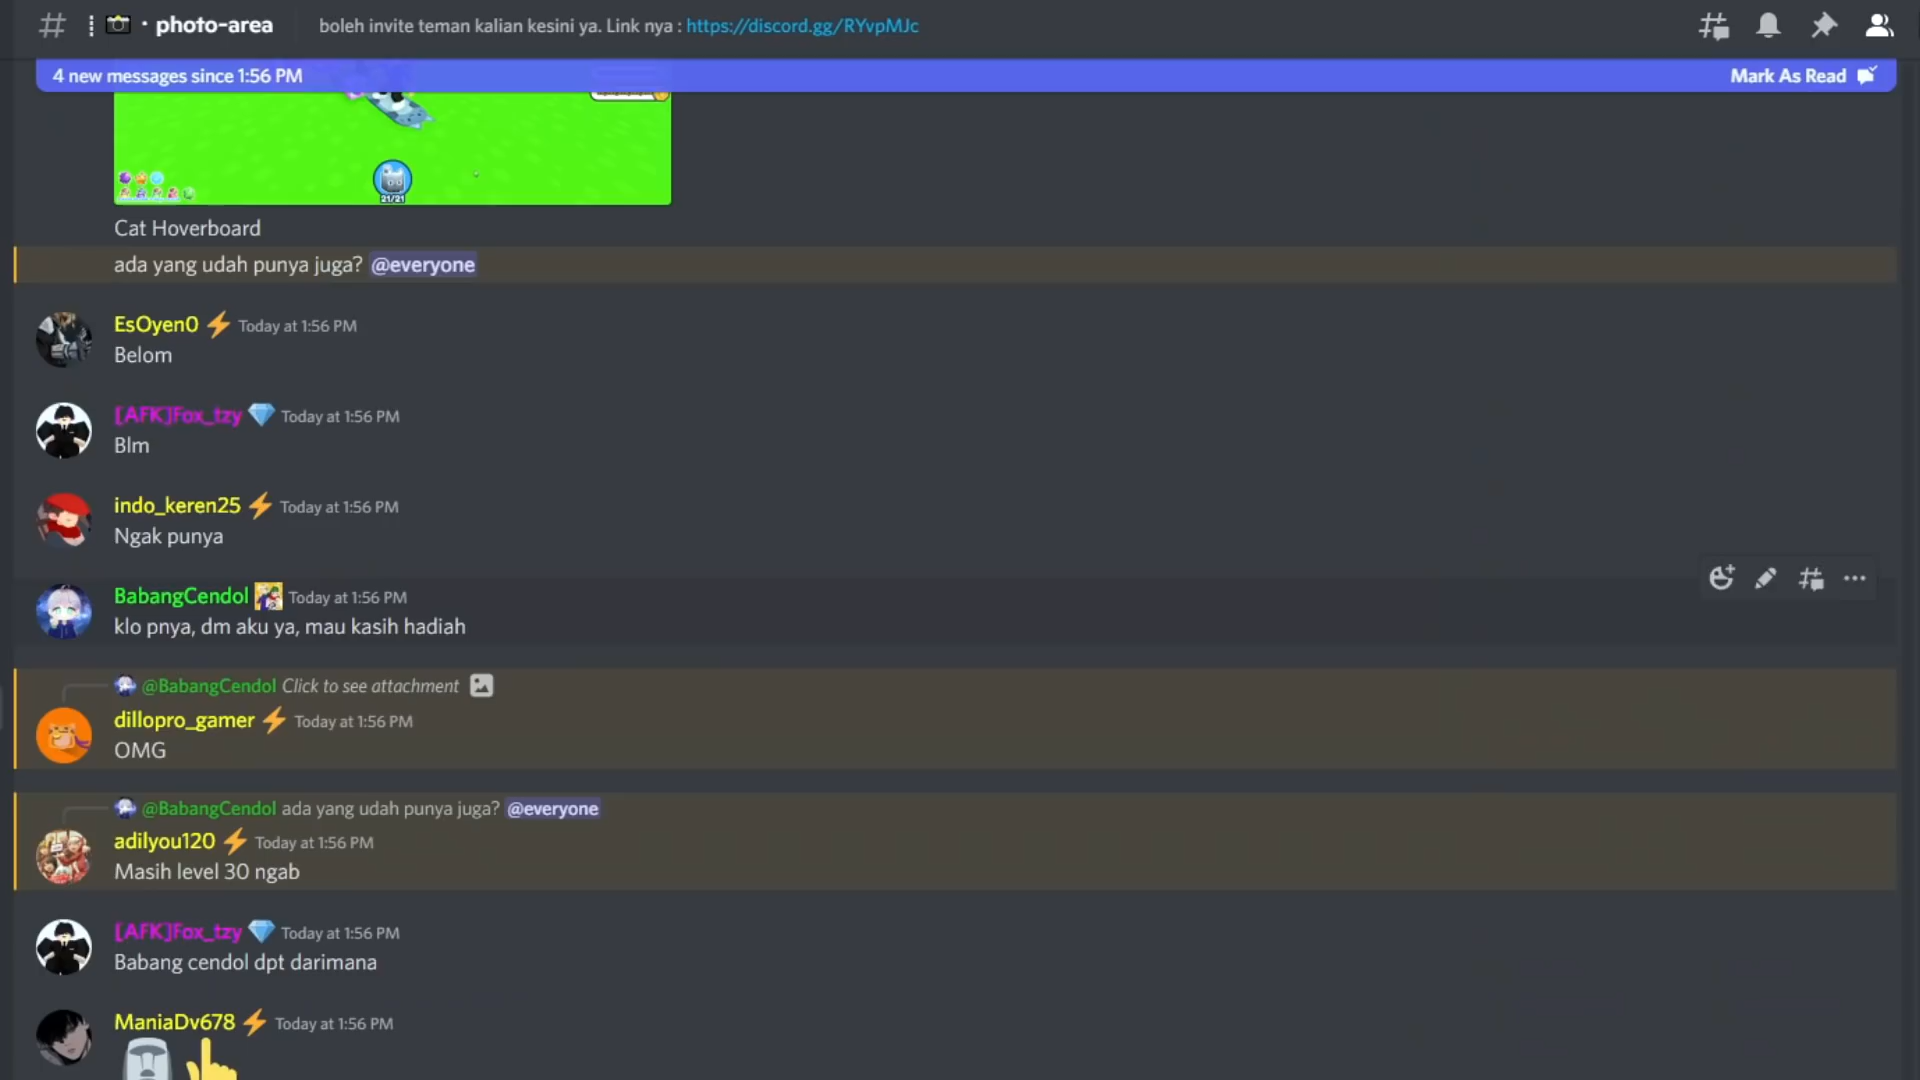 photo-area
boleh invite teman kalian kesini ya. Link nya : https://discord.gg/RYvpMJc
4 new messages since 1:56 PM
Mark As Read
21/21
Cat Hoverboard
ada yang udah punya juga? @everyone
EsOyen0 Today at 1:56 PM
Belom
[AFK]Fox_tzy Today at 1:56 PM
Blm
indo_keren25 Today at 1:56 PM
Ngak punya
BabangCendol Today at 1:56 PM
klo pnya, dm aku ya, mau kasih hadiah
@BabangCendol Click to see attachment
dillopro_gamer Today at 1:56 PM
OMG
@BabangCendol ada yang udah punya juga? @everyone
adilyou120 Today at 1:56 PM
Masih level 30 ngab
[AFK]Fox_tzy Today at 1:56 PM
Babang cendol dpt darimana
ManiaDv678 Today at 1:56 PM